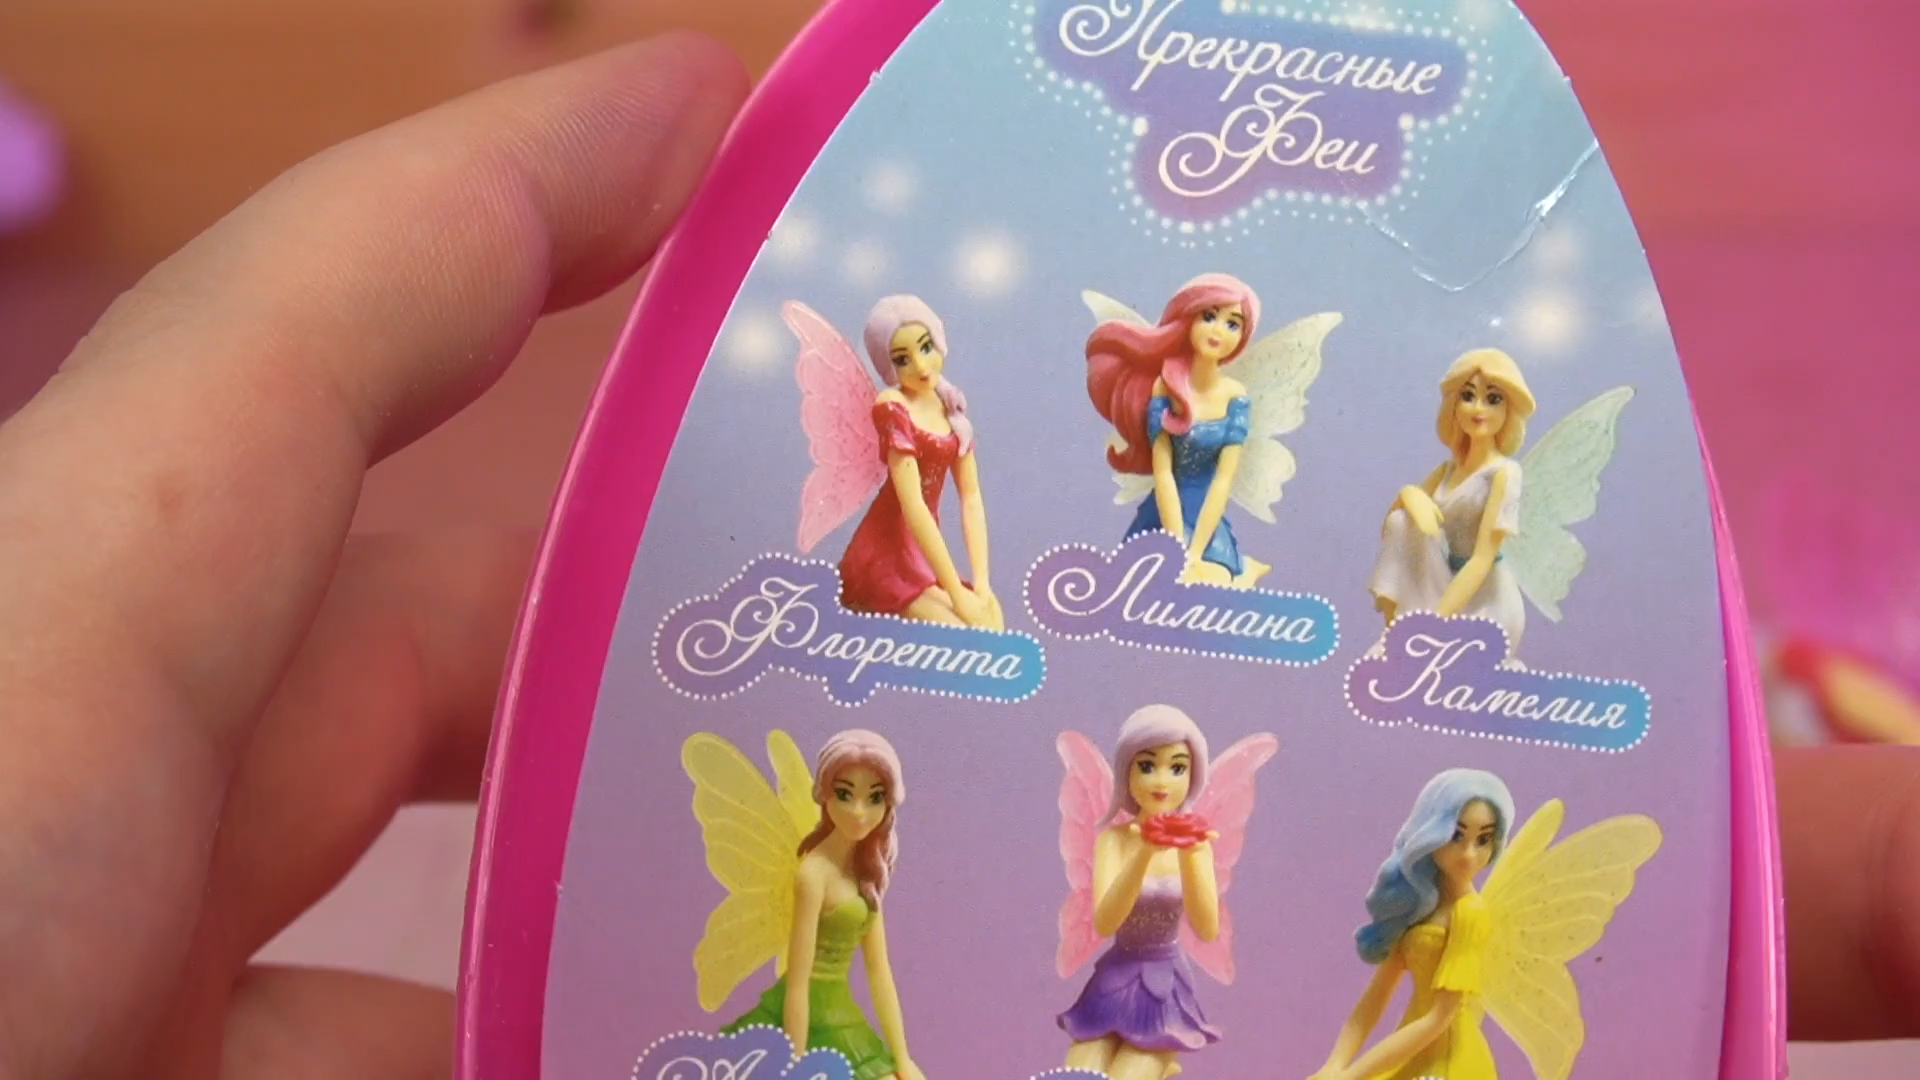 Прекрасные
Феи
Флоретта
Лилиана
Камелия